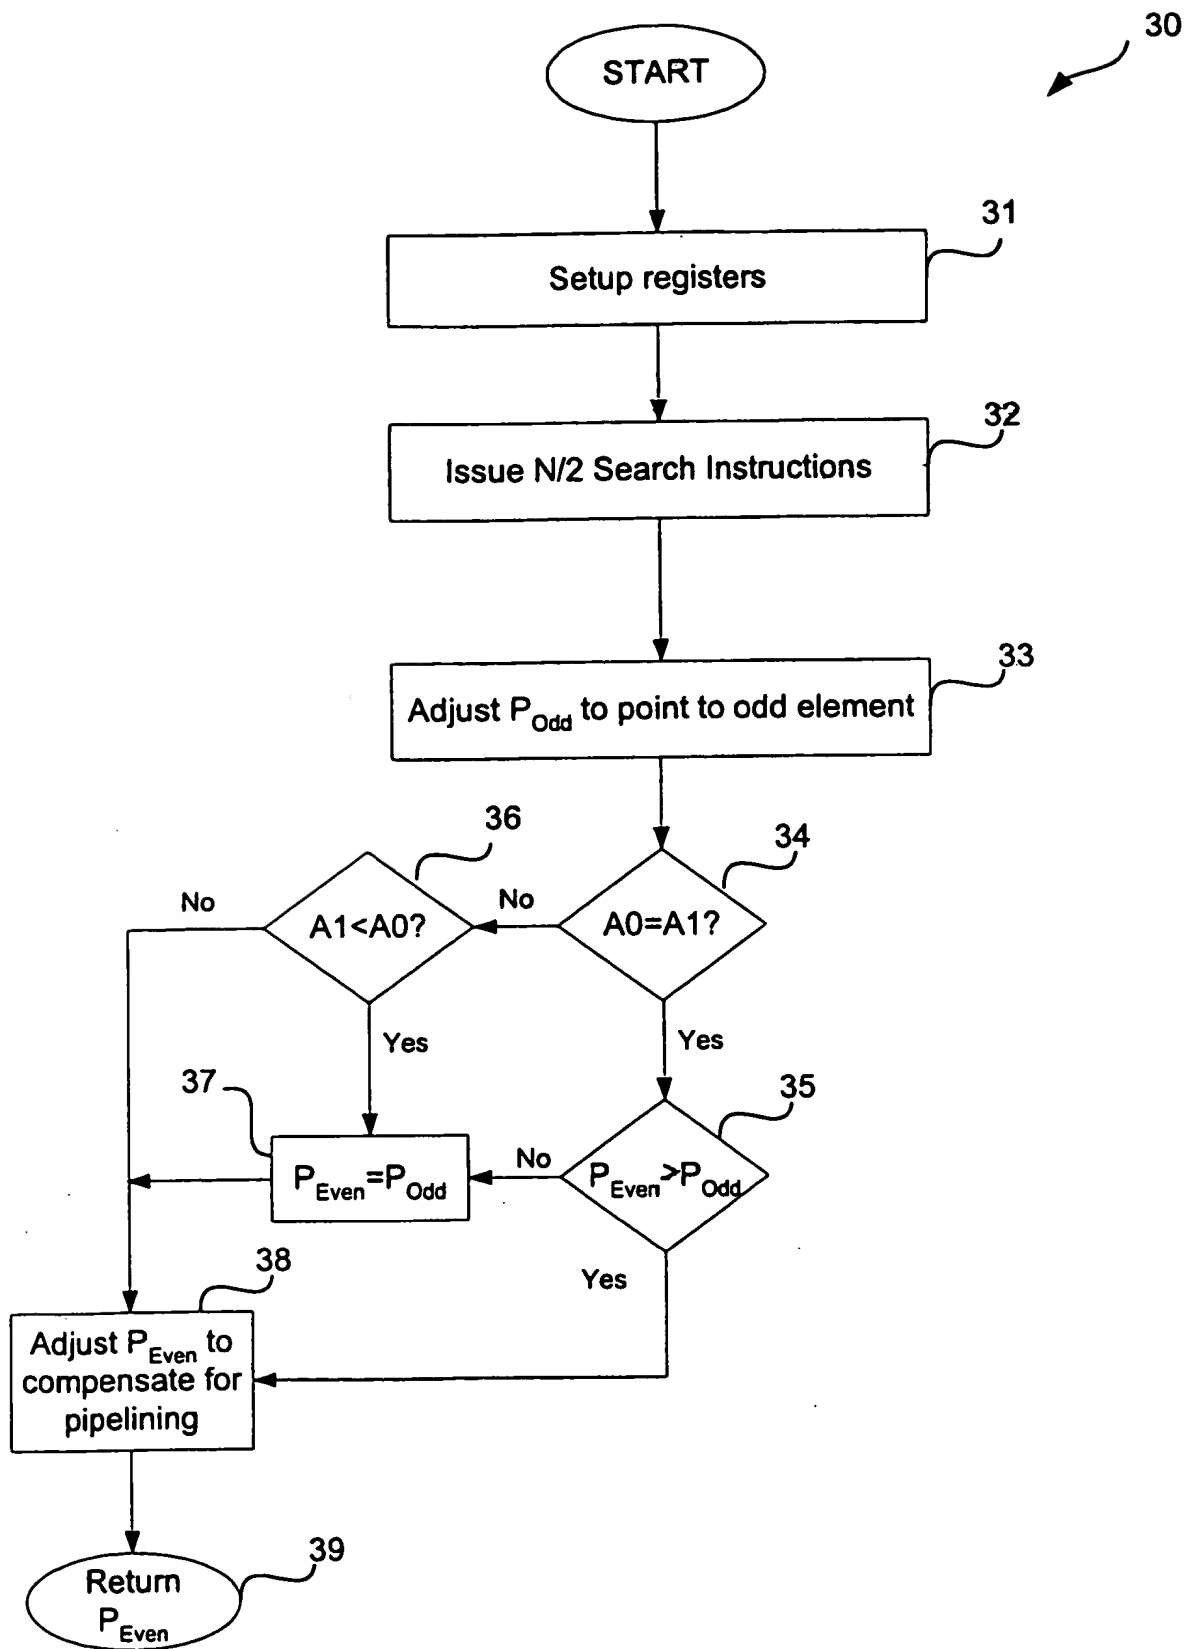 30
START
31
Setup registers
32
Issue N/2 Search Instructions
33
Adjust P_Odd to point to odd element
36
34
No
A1<A0?
No
A0=A1?
Yes
Yes
37
35
P_Even=P_Odd
No
P_Even>P_Odd
38
Yes
Adjust P_Even to
compensate for
pipelining
39
Return
P_Even